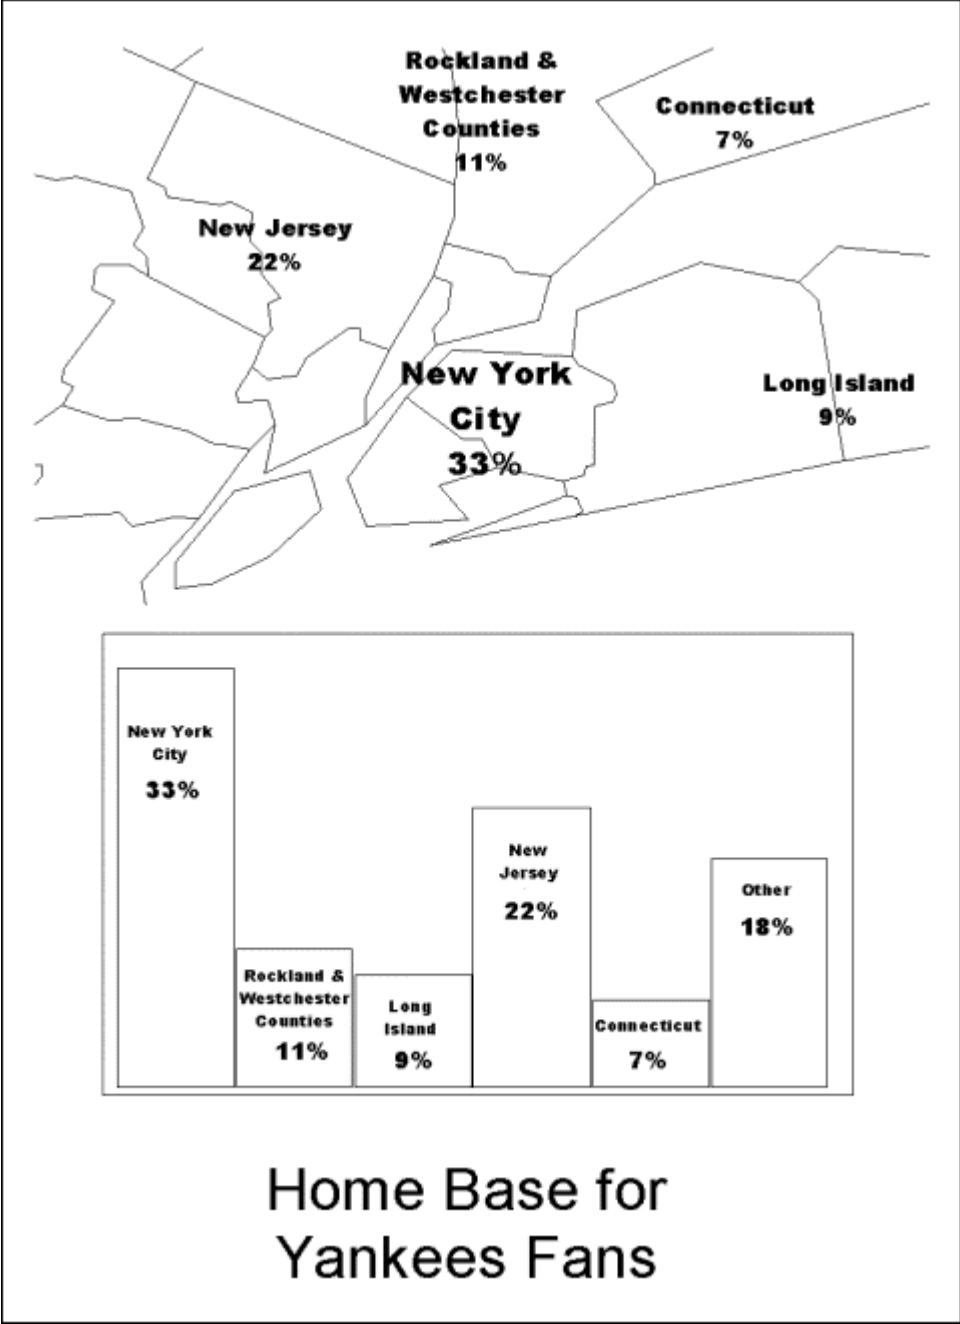 Rockland &
Westchester
Counties
11%
Connecticut
7%
New Jersey
22%
New York
City
33%
Long Island
9%
New York
City
33%
Rockland &
Westchester
Counties
11%
Long
Island
9%
New
Jersey
22%
Connecticut
7%
Other
18%
Home Base for
Yankees Fans